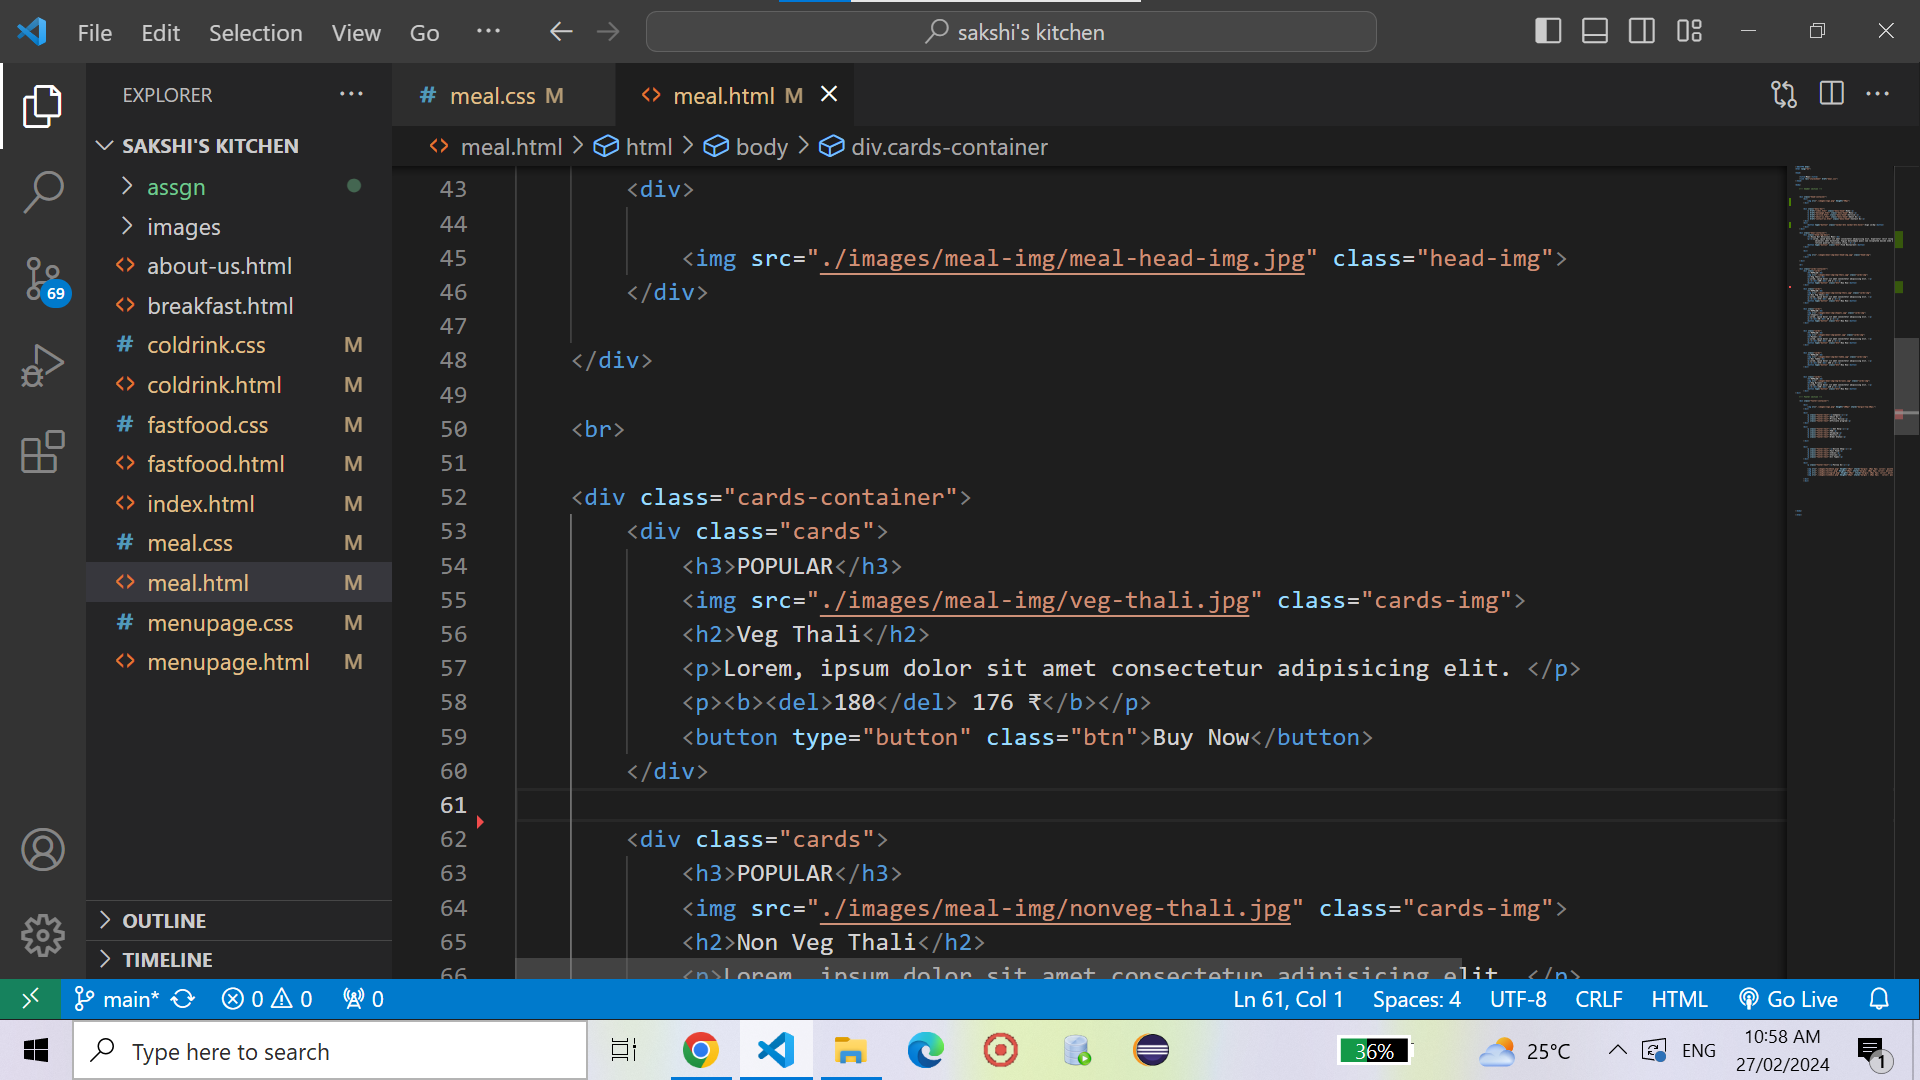 File Edit Selection View Go ··· sakshi's kitchen
EXPLORER ···
# meal.css M
<> meal.html M
meal.html > html > body > div.cards-container
SAKSHI'S KITCHEN
assgn
images
<> about-us.html
<> breakfast.html
# coldrink.css M
<> coldrink.html M
# fastfood.css M
<> fastfood.html M
<> index.html M
# meal.css M
<> meal.html M
# menupage.css M
<> menupage.html M
69
OUTLINE
TIMELINE
43 <div>
44
45 <img src="./images/meal-img/meal-head-img.jpg" class="head-img">
46 </div>
47
48 </div>
49
50 <br>
51
52 <div class="cards-container">
53 <div class="cards">
54 <h3>POPULAR</h3>
55 <img src="./images/meal-img/veg-thali.jpg" class="cards-img">
56 <h2>Veg Thali</h2>
57 <p>Lorem, ipsum dolor sit amet consectetur adipisicing elit. </p>
58 <p><b><del>180</del> 176 ₹</b></p>
59 <button type="button" class="btn">Buy Now</button>
60 </div>
61
62 <div class="cards">
63 <h3>POPULAR</h3>
64 <img src="./images/meal-img/nonveg-thali.jpg" class="cards-img">
65 <h2>Non Veg Thali</h2>
66 <p>Lorem, ipsum dolor sit amet consectetur adipisicing elit. </p>
main* 0 0 0 Ln 61, Col 1 Spaces: 4 UTF-8 CRLF HTML Go Live
Type here to search 36% 25°C ENG
10:58 AM
27/02/2024
1